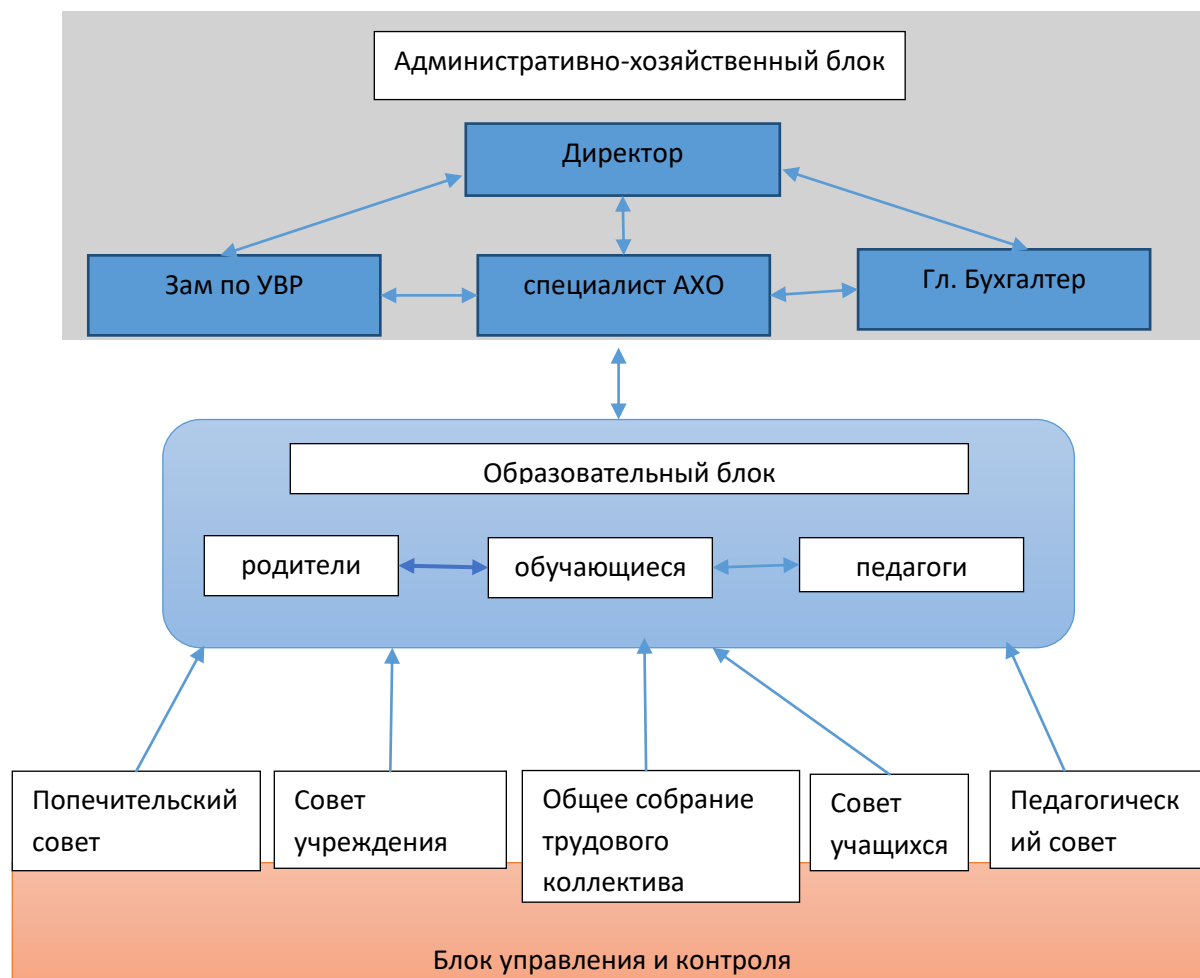 Административно-хозяйственный блок
Директор
Зам по УВР
специалист АХО
Гл. Бухгалтер
Образовательный блок
родители
обучающиеся
педагоги
Попечительский
совет
Совет
учреждения
Общее собрание
трудового
коллектива
Совет
учащихся
Педагогическ
ий совет
Блок управления и контроля